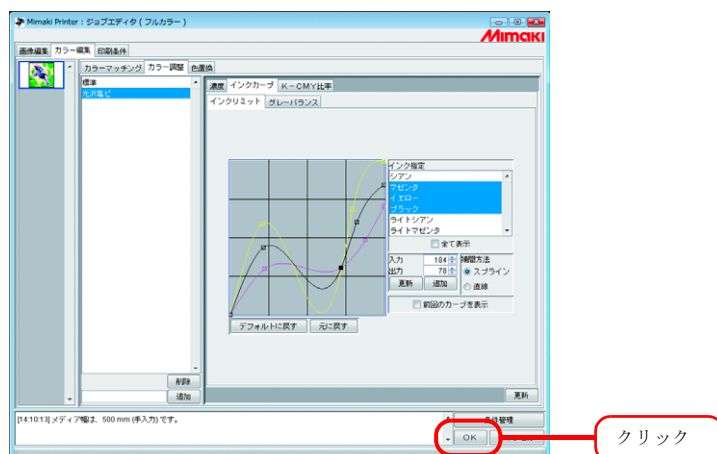 Mimaki Printer : ジョブエディタ ( フルカラー )
Mimaki
画像編集 カラー編集 印刷条件
カラーマッチング カラー調整 色置換
標準
光沢塩ビ
濃度 インクカーブ K－CMY比率
インクリミット グレーバランス
インク指定
シアン
マゼンタ
イエロー
ブラック
ライトシアン
ライトマゼンタ
全て表示
入力 184 補間方法
出力 78 スプライン
更新 追加 直線
前回のカーブを表示
デフォルトに戻す 元に戻す
削除
追加
更新
[14:10:13] メディア幅は、500 mm (手入力) です。
条件管理
OK
クリック